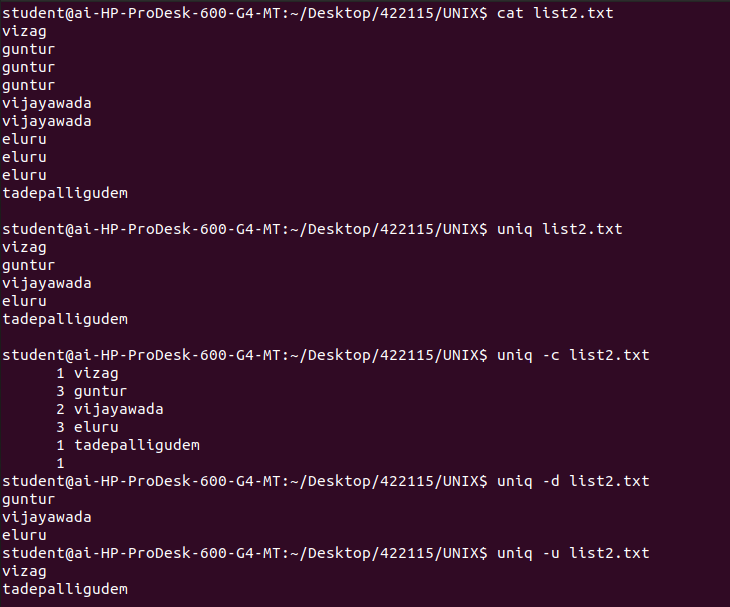 student@ai-HP-ProDesk-600-G4-MT:~/Desktop/422115/UNIX$ cat list2.txt
vizag
guntur
guntur
guntur
vijayawada
vijayawada
eluru
eluru
eluru
tadepalligudem

student@ai-HP-ProDesk-600-G4-MT:~/Desktop/422115/UNIX$ uniq list2.txt
vizag
guntur
vijayawada
eluru
tadepalligudem

student@ai-HP-ProDesk-600-G4-MT:~/Desktop/422115/UNIX$ uniq -c list2.txt
      1 vizag
      3 guntur
      2 vijayawada
      3 eluru
      1 tadepalligudem
      1
student@ai-HP-ProDesk-600-G4-MT:~/Desktop/422115/UNIX$ uniq -d list2.txt
guntur
vijayawada
eluru
student@ai-HP-ProDesk-600-G4-MT:~/Desktop/422115/UNIX$ uniq -u list2.txt
vizag
tadepalligudem